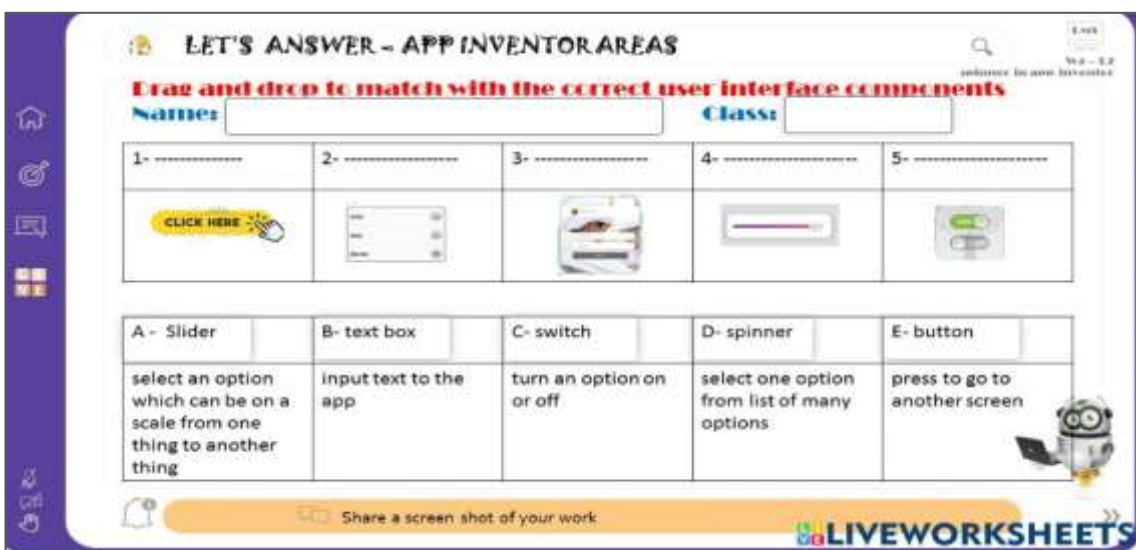 LET'S ANSWER - APP INVENTOR AREAS
W2 - L2
Drag and drop to match with the correct user interface components
Name:
Class:
1- ---------------
2- -------------------
3- -------------------
4- ----------------------
5- ----------------------
CLICK HERE
A - Slider
B- text box
C- switch
D- spinner
E- button
select an option
which can be on a
scale from one
thing to another
thing
input text to the
app
turn an option on
or off
select one option
from list of many
options
press to go to
another screen
Share a screen shot of your work
LIVEWORKSHEETS